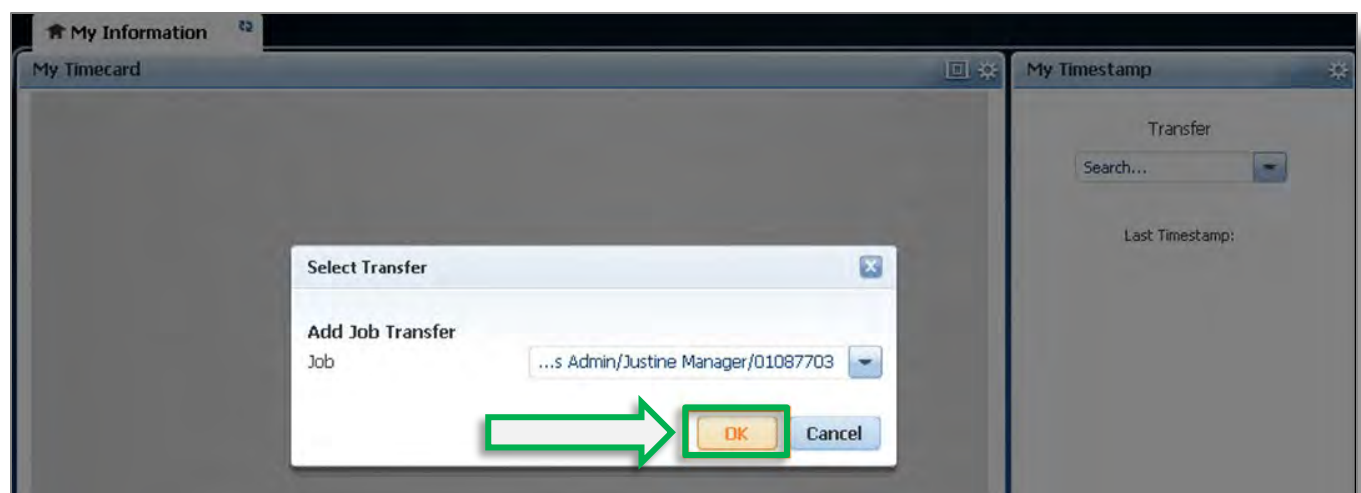 My Information
My Timecard
My Timestamp
Transfer
Search...
Last Timestamp:
Select Transfer
Add Job Transfer
Job
...s Admin/Justine Manager/01087703
OK
Cancel